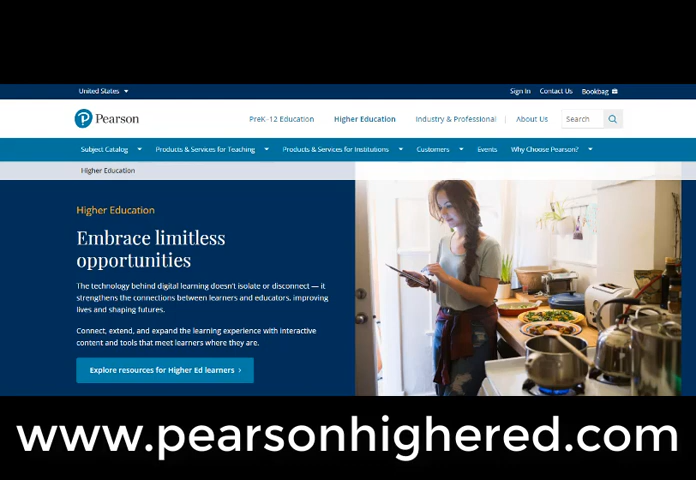 United States
Sign In Contact Us Bookbag
Pearson
PreK-12 Education Higher Education Industry & Professional About Us Search
Subject Catalog Products & Services for Teaching Products & Services for Institutions Customers Events Why Choose Pearson?
Higher Education
Higher Education
Embrace limitless
opportunities
The technology behind digital learning doesn't isolate or disconnect — it
strengthens the connections between learners and educators, improving
lives and shaping futures.
Connect, extend, and expand the learning experience with interactive
content and tools that meet learners where they are.
Explore resources for Higher Ed learners ›
www.pearsonhighered.com